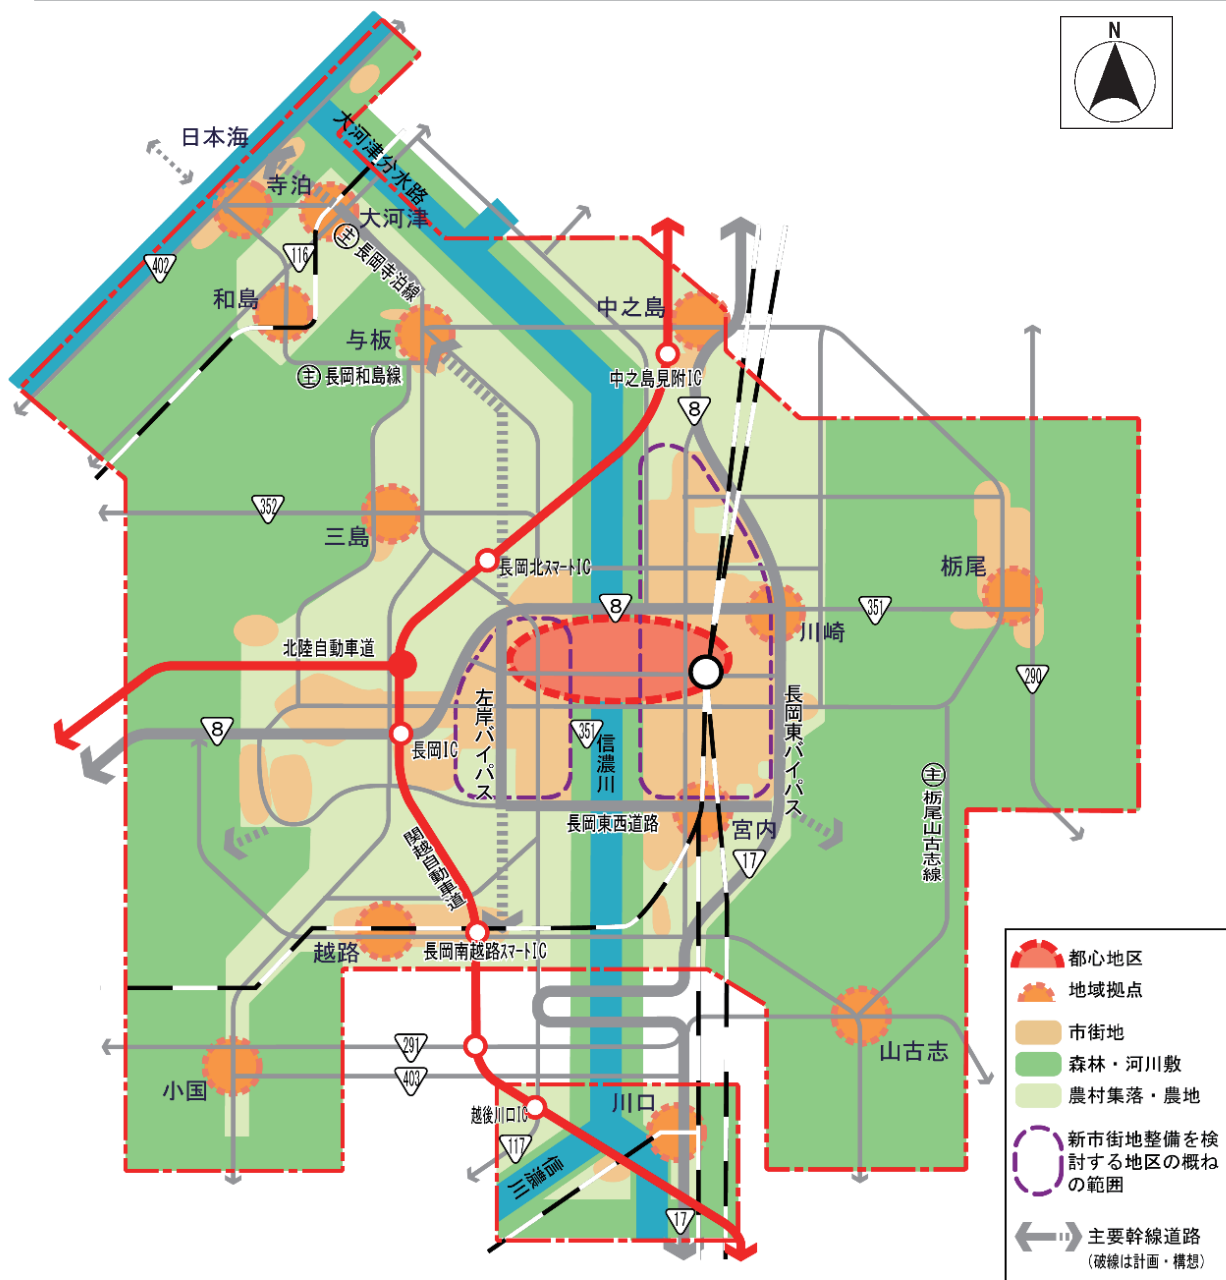 N
日本海
大河津分水路
寺泊
大河津
主
長岡寺泊線
402
116
和島
与板
中之島
中之島見附IC
主
長岡和島線
8
352
三島
長岡北スマートIC
栃尾
8
351
川崎
北陸自動車道
290
左岸バイパス
長岡東バイパス
8
長岡IC
351
信濃川
主
栃尾山古志線
長岡東西道路
宮内
17
関越自動車道
越路
長岡南越路スマートIC
291
403
小国
山古志
越後川口IC
川口
117
信濃川
17
都心地区
地域拠点
市街地
森林・河川敷
農村集落・農地
新市街地整備を検
討する地区の概ね
の範囲
主要幹線道路
(破線は計画・構想)